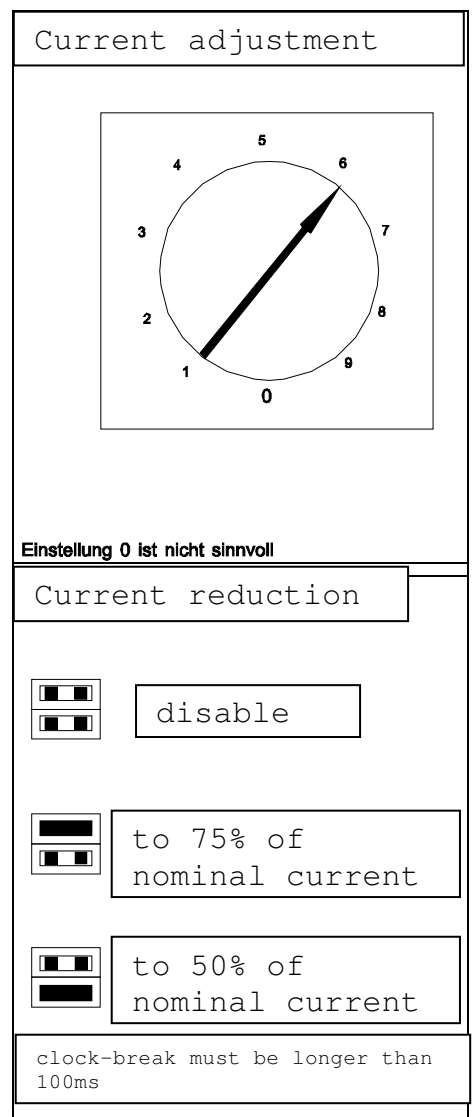 Current adjustment
5
4
6
3
7
2
8
1
9
0
Einstellung 0 ist nicht sinnvoll
Current reduction
disable
to 75% of
nominal current
to 50% of
nominal current
clock-break must be longer than
100ms